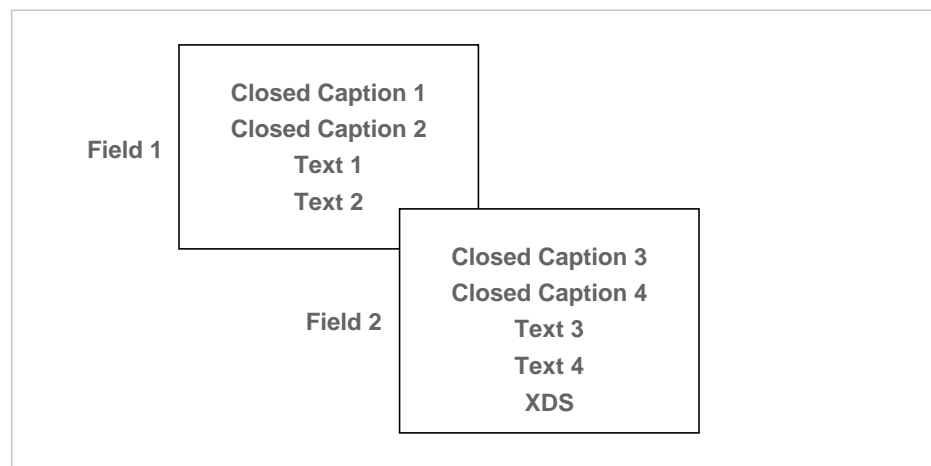 Closed Caption 1
Closed Caption 2
Field 1
Text 1
Text 2
Closed Caption 3
Closed Caption 4
Field 2
Text 3
Text 4
XDS